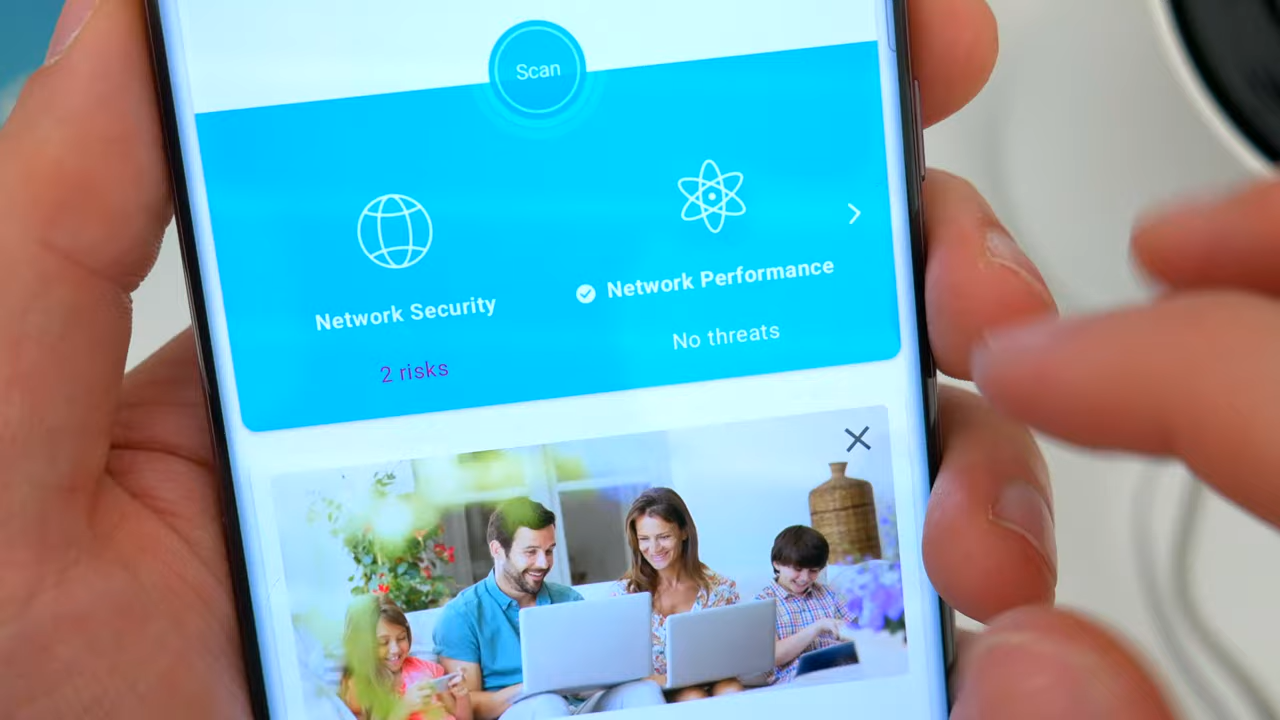 Scan
Network Security
2 risks
Network Performance
No threats